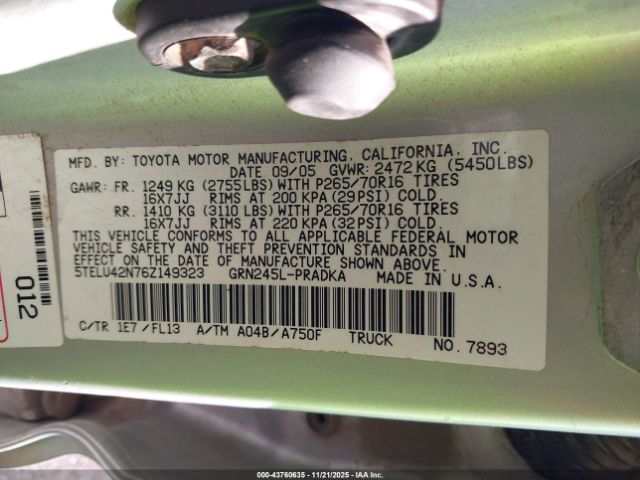 MFD. BY: TOYOTA MOTOR MANUFACTURING, CALIFORNIA, INC.
DATE 09/05 GVWR: 2472 KG (5450LBS)
GAWR: FR. 1249 KG (2755LBS) WITH P265/70R16 TIRES
16X7JJ RIMS AT 200 KPA (29PSI) COLD.
RR. 1410 KG (3110LBS) WITH P265/70R16 TIRES
16X7JJ RIMS AT 220 KPA (32PSI) COLD.
THIS VEHICLE CONFORMS TO ALL APPLICABLE FEDERAL MOTOR
VEHICLE SAFETY AND THEFT PREVENTION STANDARDS IN
EFFECT ON THE DATE OF MANUFACTURE SHOWN ABOVE.
5TELU42N76Z149323 GRN245L-PRADKA MADE IN U.S.A.
C/TR 1E7/FL13 A/TM A04B/A750F TRUCK NO. 7893
012
000-43760635 - 11/21/2025 - IAA Inc.